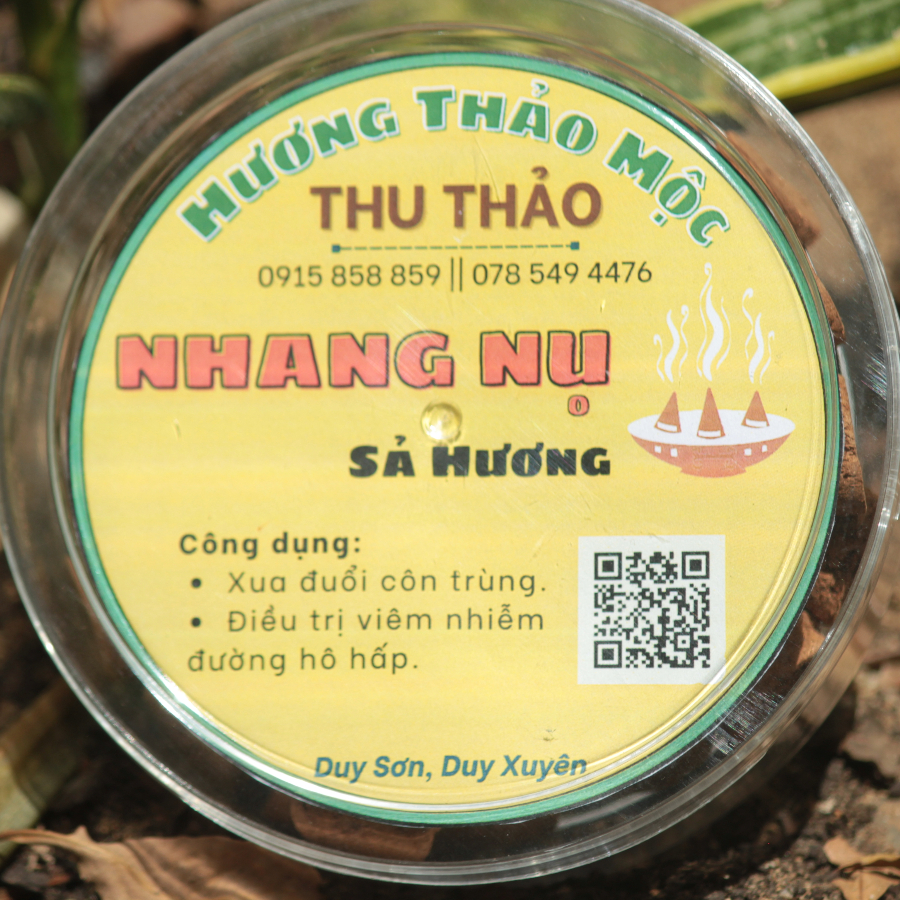 HƯƠNG THẢO MỘC
THU THẢO
0915 858 859 || 078 549 4476
NHANG NỤ
SẢ HƯƠNG
Công dụng:
• Xua đuổi côn trùng.
• Điều trị viêm nhiễm
đường hô hấp.
Duy Sơn, Duy Xuyên